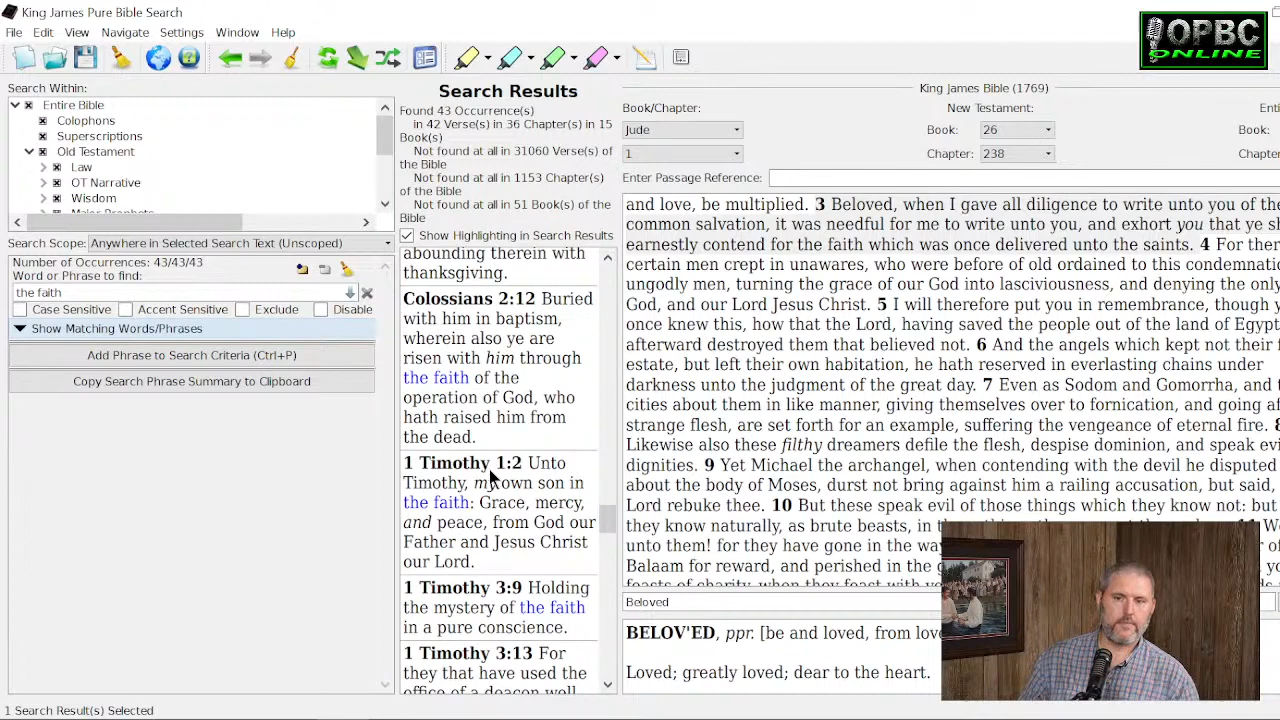 King James Pure Bible Search
File Edit View Navigate Settings Window Help
OPBC
ONLINE
Search Within:
Entire Bible
Colophons
Superscriptions
Old Testament
Law
OT Narrative
Wisdom
Major Prophets
Search Scope: Anywhere in Selected Search Text (Unscoped)
Number of Occurrences: 43/43/43
Word or Phrase to find:
the faith
Case Sensitive Accent Sensitive Exclude Disable
Show Matching Words/Phrases
Add Phrase to Search Criteria (Ctrl+P)
Copy Search Phrase Summary to Clipboard
Search Results
Found 43 Occurrence(s)
in 42 Verse(s) in 36 Chapter(s) in 15
Book(s)
Not found at all in 31060 Verse(s) of
the Bible
Not found at all in 1153 Chapter(s)
of the Bible
Not found at all in 51 Book(s) of the
Bible
Show Highlighting in Search Results
abounding therein with
thanksgiving.
Colossians 2:12 Buried
with him in baptism,
wherein also ye are
risen with him through
the faith of the
operation of God, who
hath raised him from
the dead.
1 Timothy 1:2 Unto
Timothy, my own son in
the faith: Grace, mercy,
and peace, from God our
Father and Jesus Christ
our Lord.
1 Timothy 3:9 Holding
the mystery of the faith
in a pure conscience.
1 Timothy 3:13 For
they that have used the
office of a deacon well
King James Bible (1769)
Book/Chapter:
New Testament:
Enti
Jude
Book: 26
Book:
1
Chapter: 238
Chapter
Enter Passage Reference:
and love, be multiplied. 3 Beloved, when I gave all diligence to write unto you of the
common salvation, it was needful for me to write unto you, and exhort you that ye sh
earnestly contend for the faith which was once delivered unto the saints. 4 For there
certain men crept in unawares, who were before of old ordained to this condemnatio
ungodly men, turning the grace of our God into lasciviousness, and denying the only
God, and our Lord Jesus Christ. 5 I will therefore put you in remembrance, though y
once knew this, how that the Lord, having saved the people out of the land of Egypt
afterward destroyed them that believed not. 6 And the angels which kept not their f
estate, but left their own habitation, he hath reserved in everlasting chains under
darkness unto the judgment of the great day. 7 Even as Sodom and Gomorrha, and t
cities about them in like manner, giving themselves over to fornication, and going af
strange flesh, are set forth for an example, suffering the vengeance of eternal fire. 8
Likewise also these filthy dreamers defile the flesh, despise dominion, and speak evi
dignities. 9 Yet Michael the archangel, when contending with the devil he disputed
about the body of Moses, durst not bring against him a railing accusation, but said,
Lord rebuke thee. 10 But these speak evil of those things which they know not: but
they know naturally, as brute beasts, in th
unto them! for they have gone in the way
Balaam for reward, and perished in the g
feasts of charity, when they feast with yo
Beloved
BELOV'ED, ppr. [be and loved, from love
Loved; greatly loved; dear to the heart.
1 Search Result(s) Selected